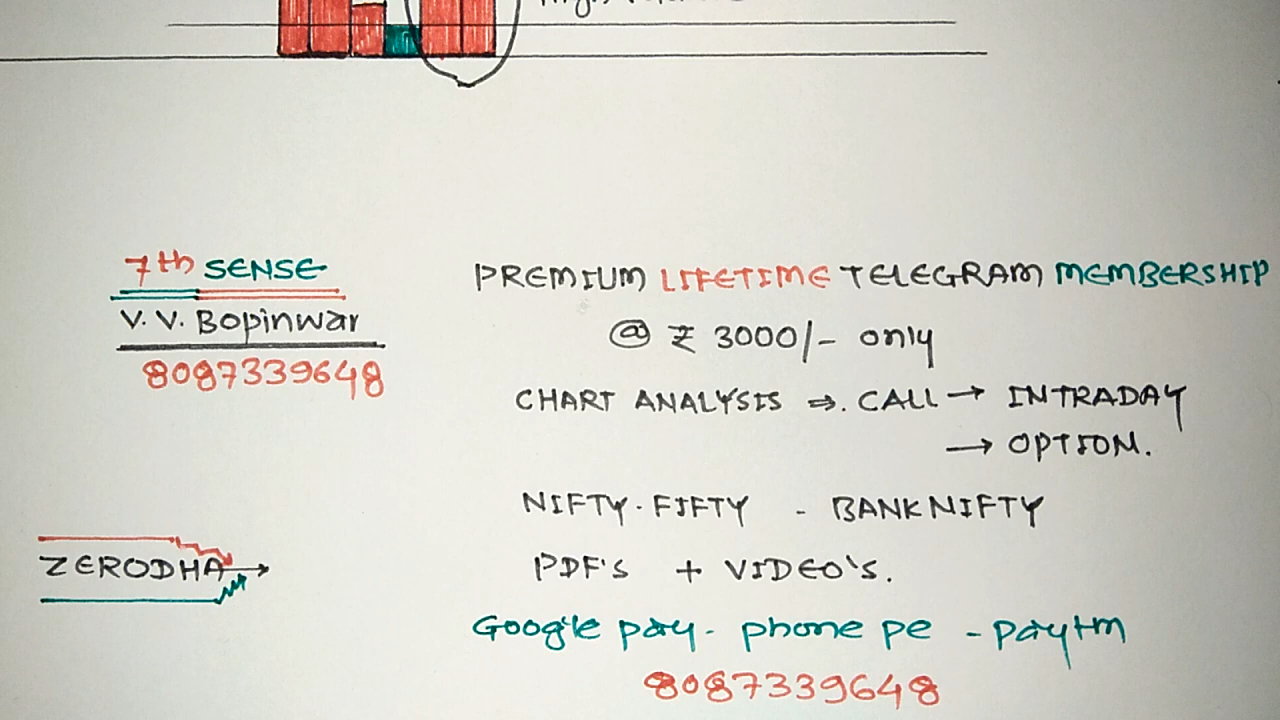 7th SENSE
V. V. Bopinwar
8087339648
PREMIUM LIFETIME TELEGRAM MEMBERSHIP
@ ₹ 3000/- only
CHART ANALYSIS ⇒. CALL → INTRADAY
→ OPTION.
NIFTY. FIFTY - BANKNIFTY
PDF'S + VIDEO'S.
ZERODHA
Google pay. phone pe - paytm
8087339648